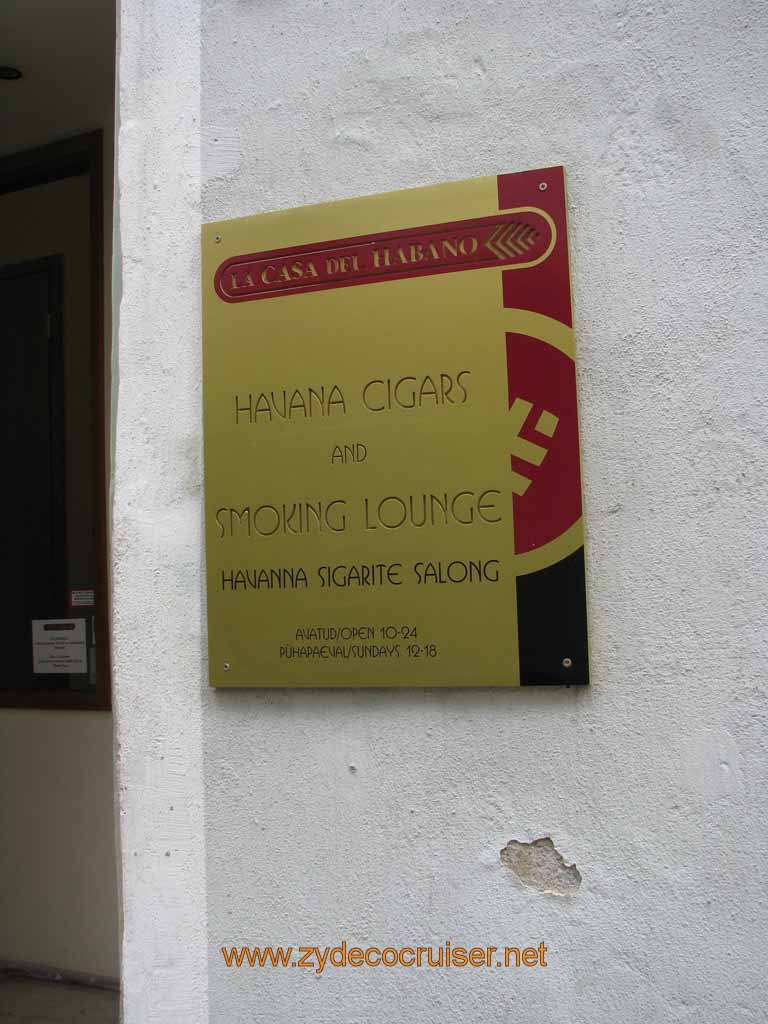 LA CASA DEL HABANO
HAVANA CIGARS
AND
SMOKING LOUNGE
HAVANNA SIGARITE SALONG
AVATUD/OPEN 10-24
PÜHAPAEVAL/SUNDAYS 12-18
www.zydecocruiser.net